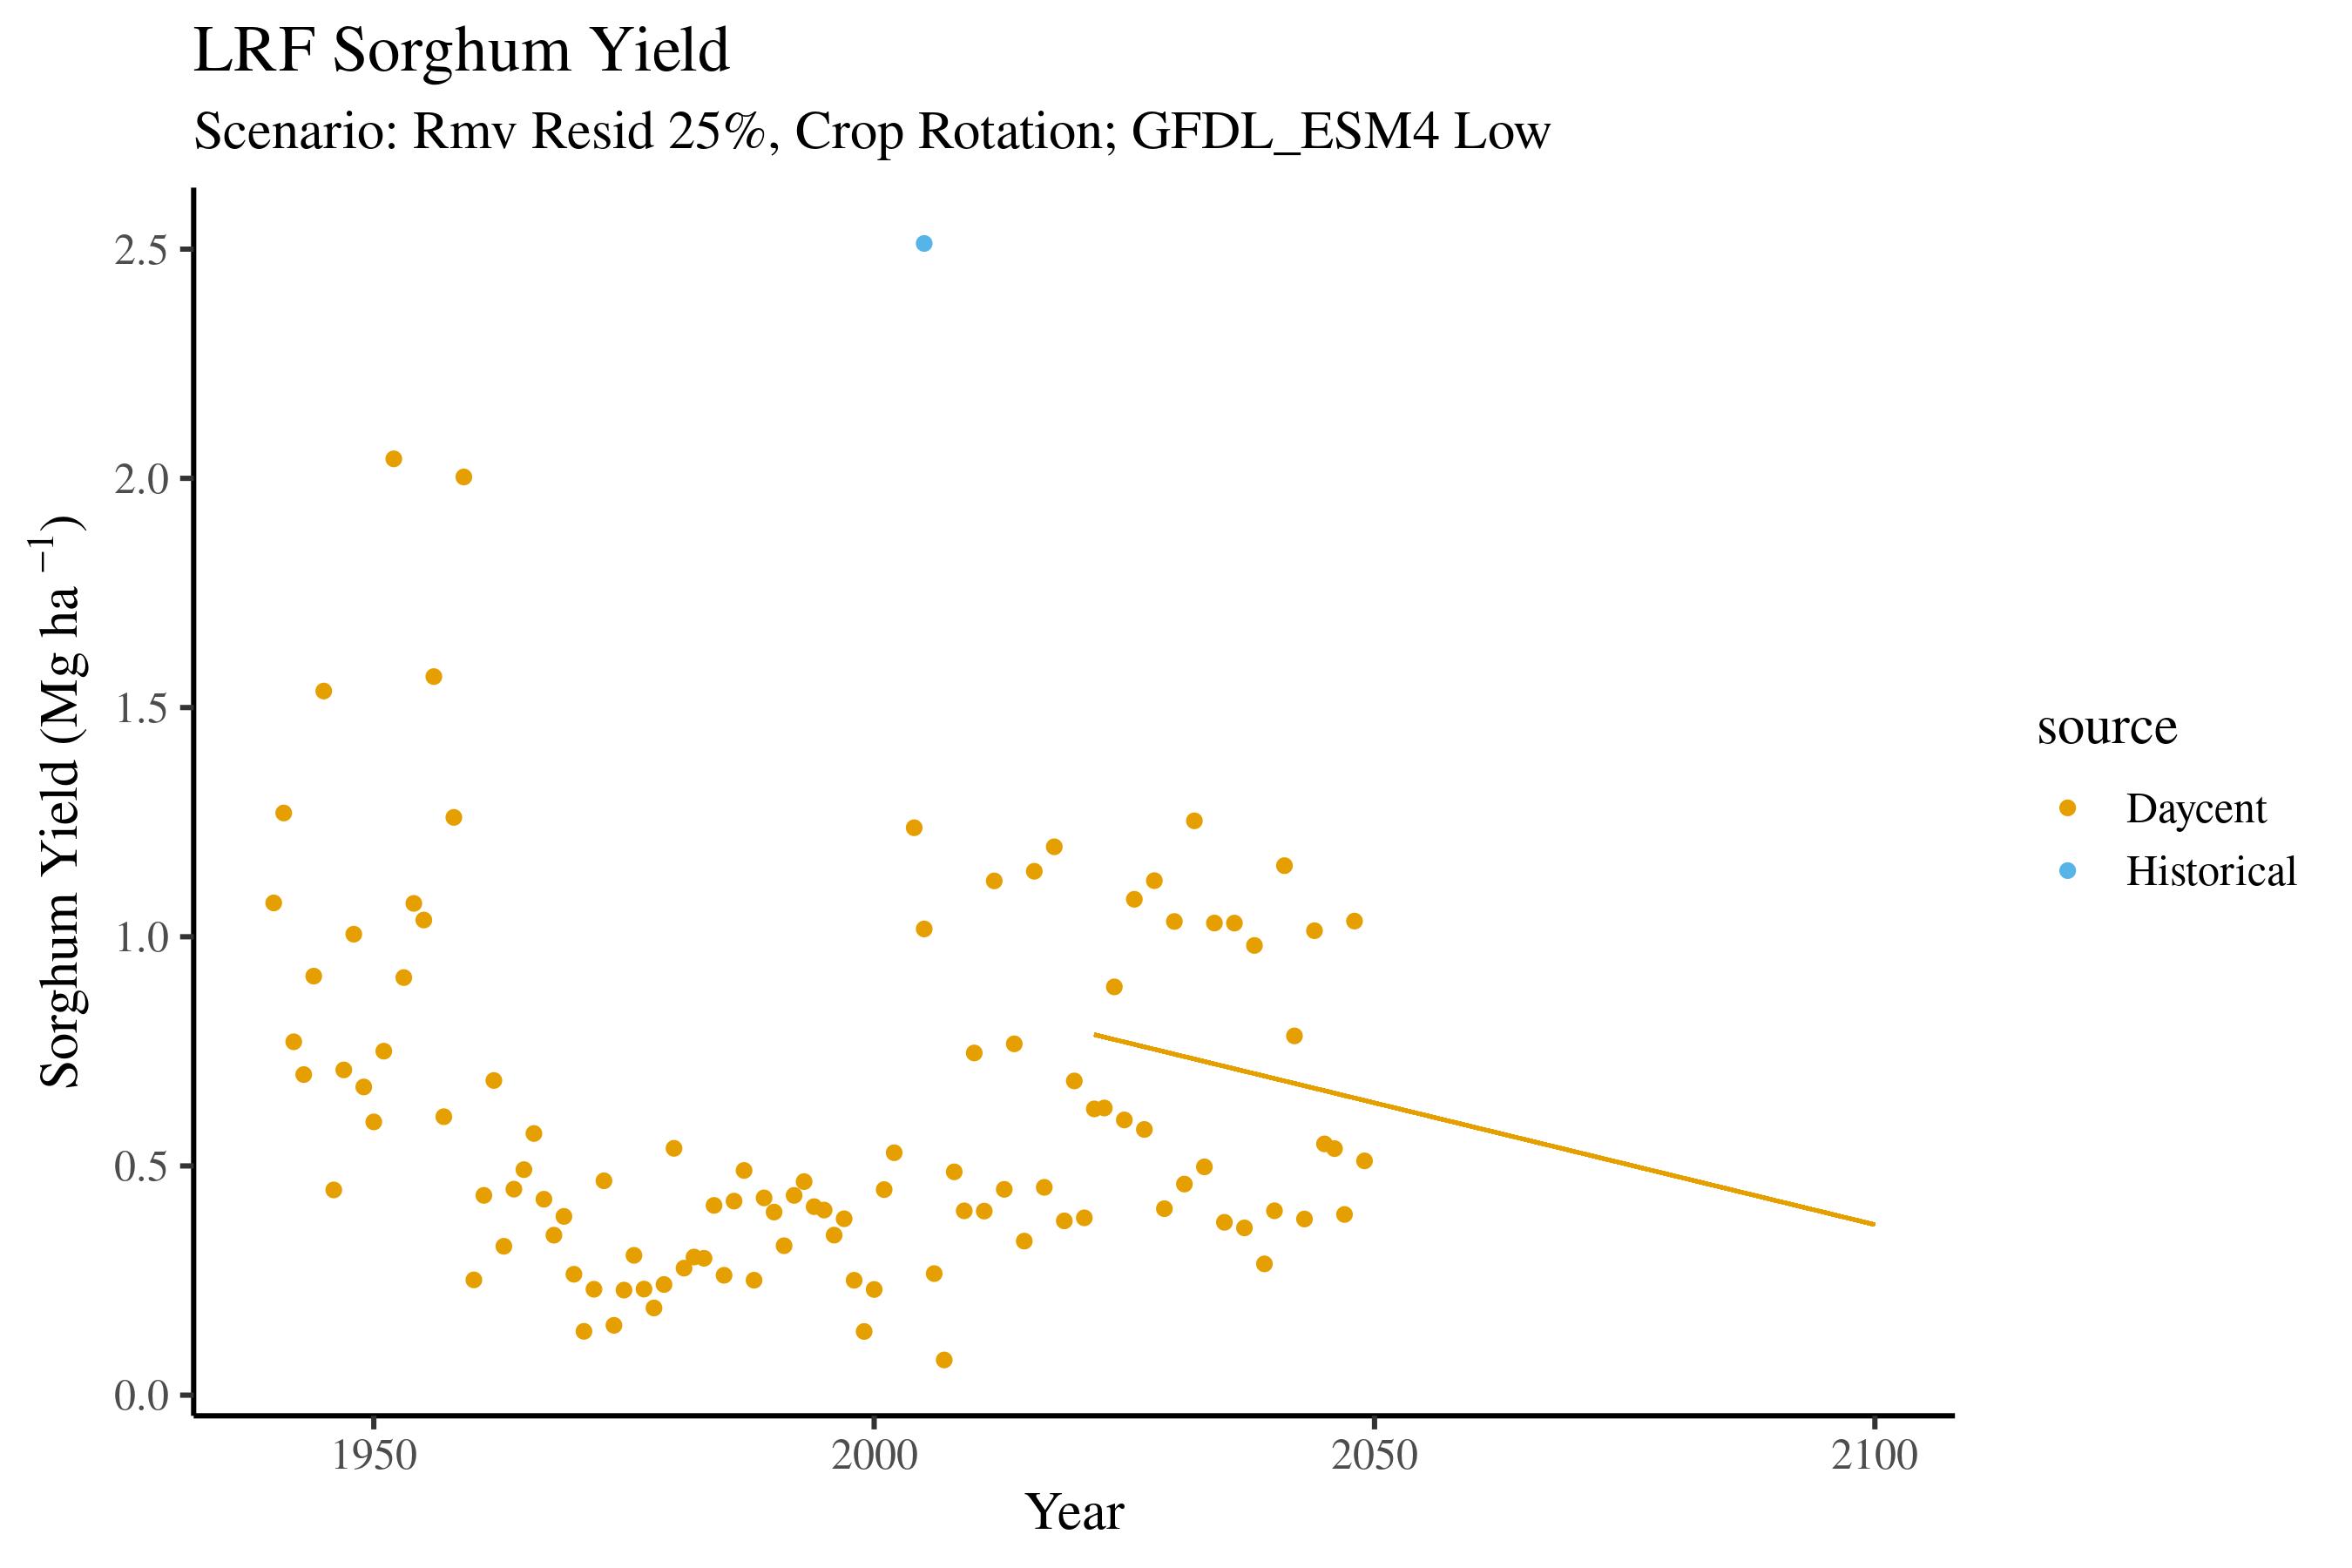 LRF Sorghum Yield
Scenario: Rmv Resid 25%, Crop Rotation; GFDL_ESM4 Low
Sorghum Yield (Mg ha −1)
2.5
2.0
1.5
1.0
0.5
0.0
1950
2000
2050
2100
Year
source
Daycent
Historical